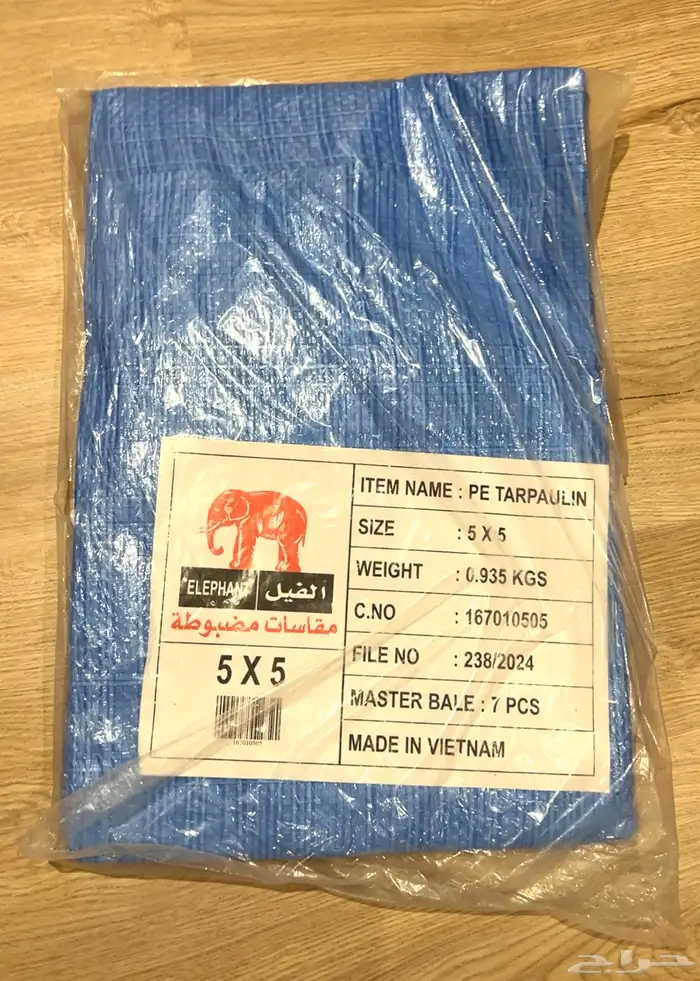 ELEPHANT الفيل
مقاسات مضبوطة
5 X 5
167010505
ITEM NAME : PE TARPAULIN
SIZE : 5 X 5
WEIGHT : 0.935 KGS
C.NO : 167010505
FILE NO : 238/2024
MASTER BALE : 7 PCS
MADE IN VIETNAM
حراج